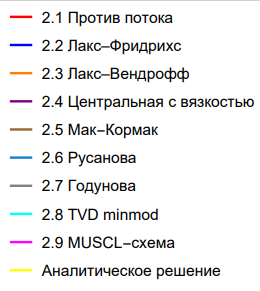 2.1 Против потока
2.2 Лакс–Фридрихс
2.3 Лакс–Вендрофф
2.4 Центральная с вязкостью
2.5 Мак–Кормак
2.6 Русанова
2.7 Годунова
2.8 TVD minmod
2.9 MUSCL–схема
Аналитическое решение